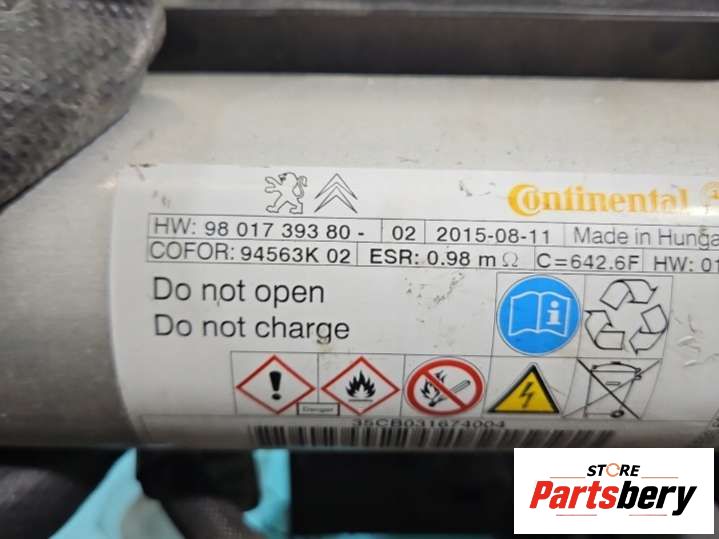 Continental
HW: 98 017 393 80- 02 2015-08-11 Made in Hunga
COFOR: 94563K 02 ESR: 0.98 mΩ C=642.6F HW: 01
Do not open
Do not charge
Danger
35CB031674004
STORE
Partsbery